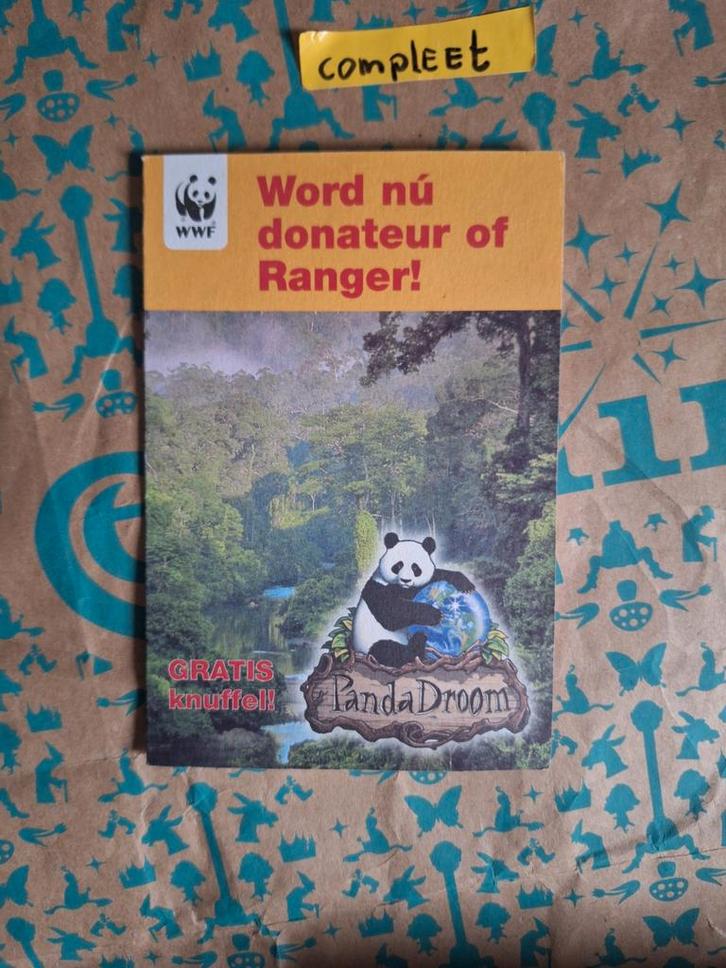 compleet
WWF
Word nú
donateur of
Ranger!
GRATIS
knuffel!
PandaDroom